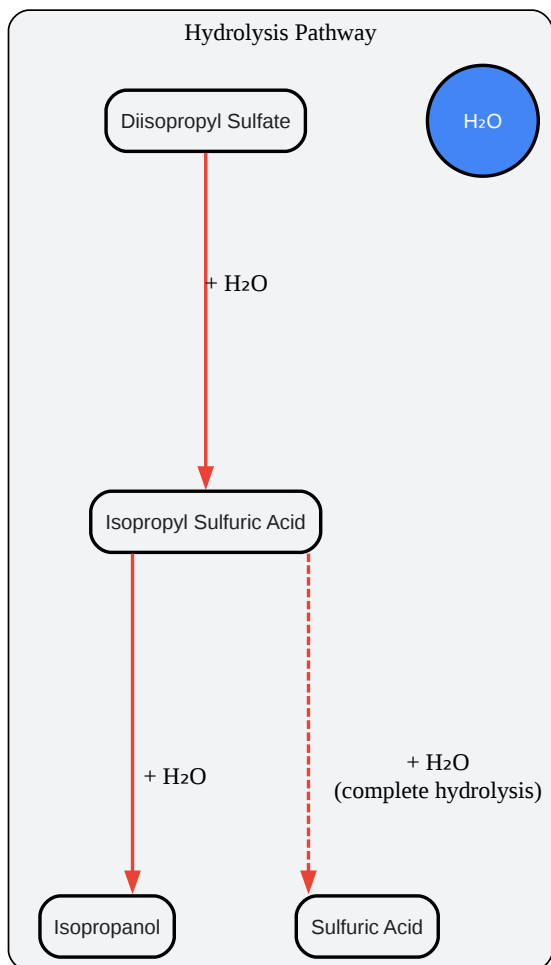 Hydrolysis Pathway
Diisopropyl Sulfate
H₂O
+ H₂O
Isopropyl Sulfuric Acid
+ H₂O
+ H₂O
(complete hydrolysis)
Isopropanol
Sulfuric Acid